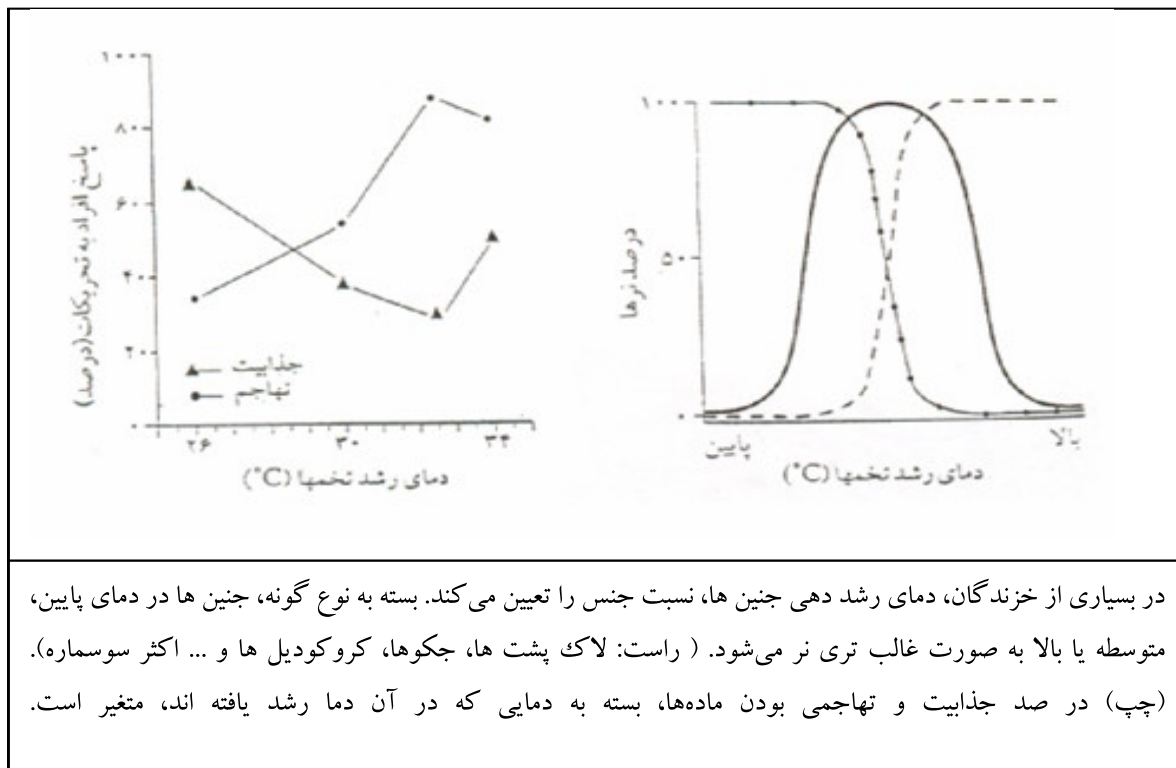 ۱۰۰
۸۰
۶۰
۴۰
۲۰
۰
پاسخ افراد به تحریکات (درصد)
جذابیت
تهاجم
۲۶
۳۰
۳۴
دمای رشد تخمها (°C)
۱۰۰
۵۰
۰
درصد نرها
پایین
بالا
دمای رشد تخمها (°C)
در بسیاری از خزندگان، دمای رشد دهی جنین ها، نسبت جنس را تعیین می‌کند. بسته به نوع گونه، جنین ها در دمای پایین،
متوسطه یا بالا به صورت غالب تری نر می‌شود. ( راست: لاك پشت ها، جکوها، کروکودیل ها و ... اکثر سوسماره).
(چپ) در صد جذابیت و تهاجمی بودن ماده‌ها، بسته به دمایی که در آن دما رشد یافته اند، متغیر است.